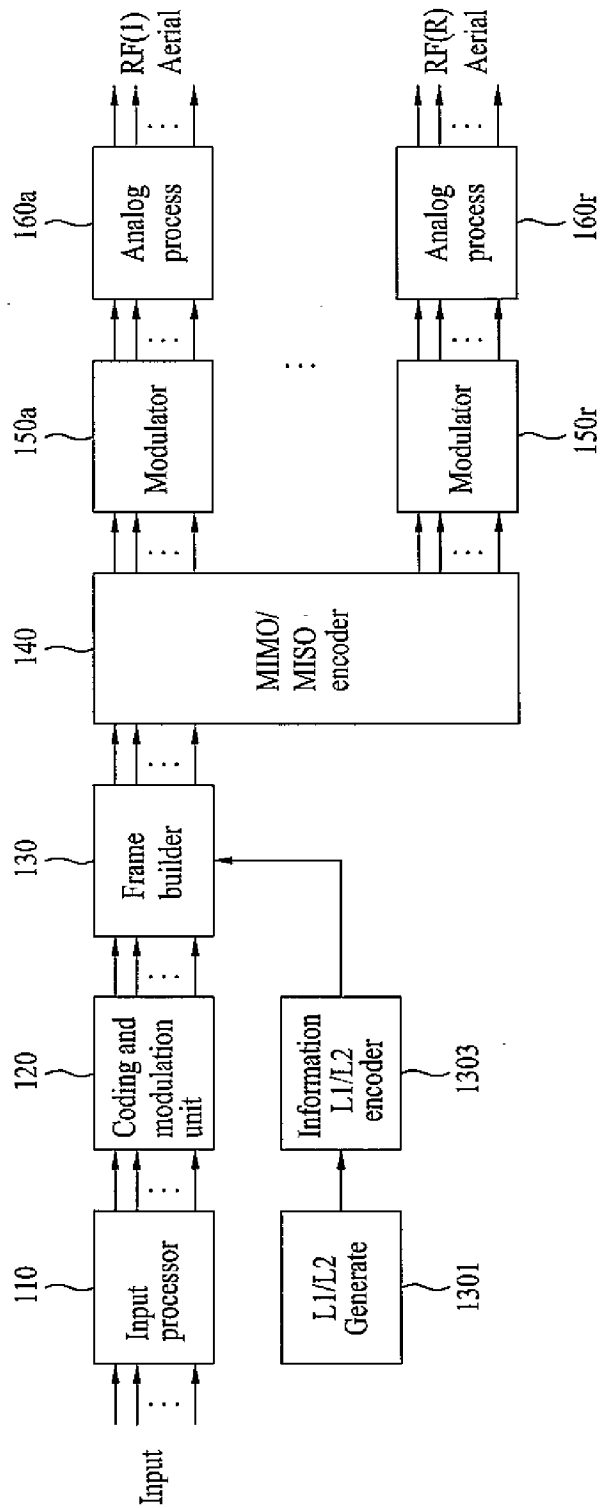 Input
110
Input
processor
120
Coding and
modulation
unit
130
Frame
builder
140
MIMO/
MISO
encoder
150a
Modulator
160a
Analog
process
RF(1)
Aerial
1301
L1/L2
Generate
1303
Information
L1/L2
encoder
150r
Modulator
160r
Analog
process
RF(R)
Aerial